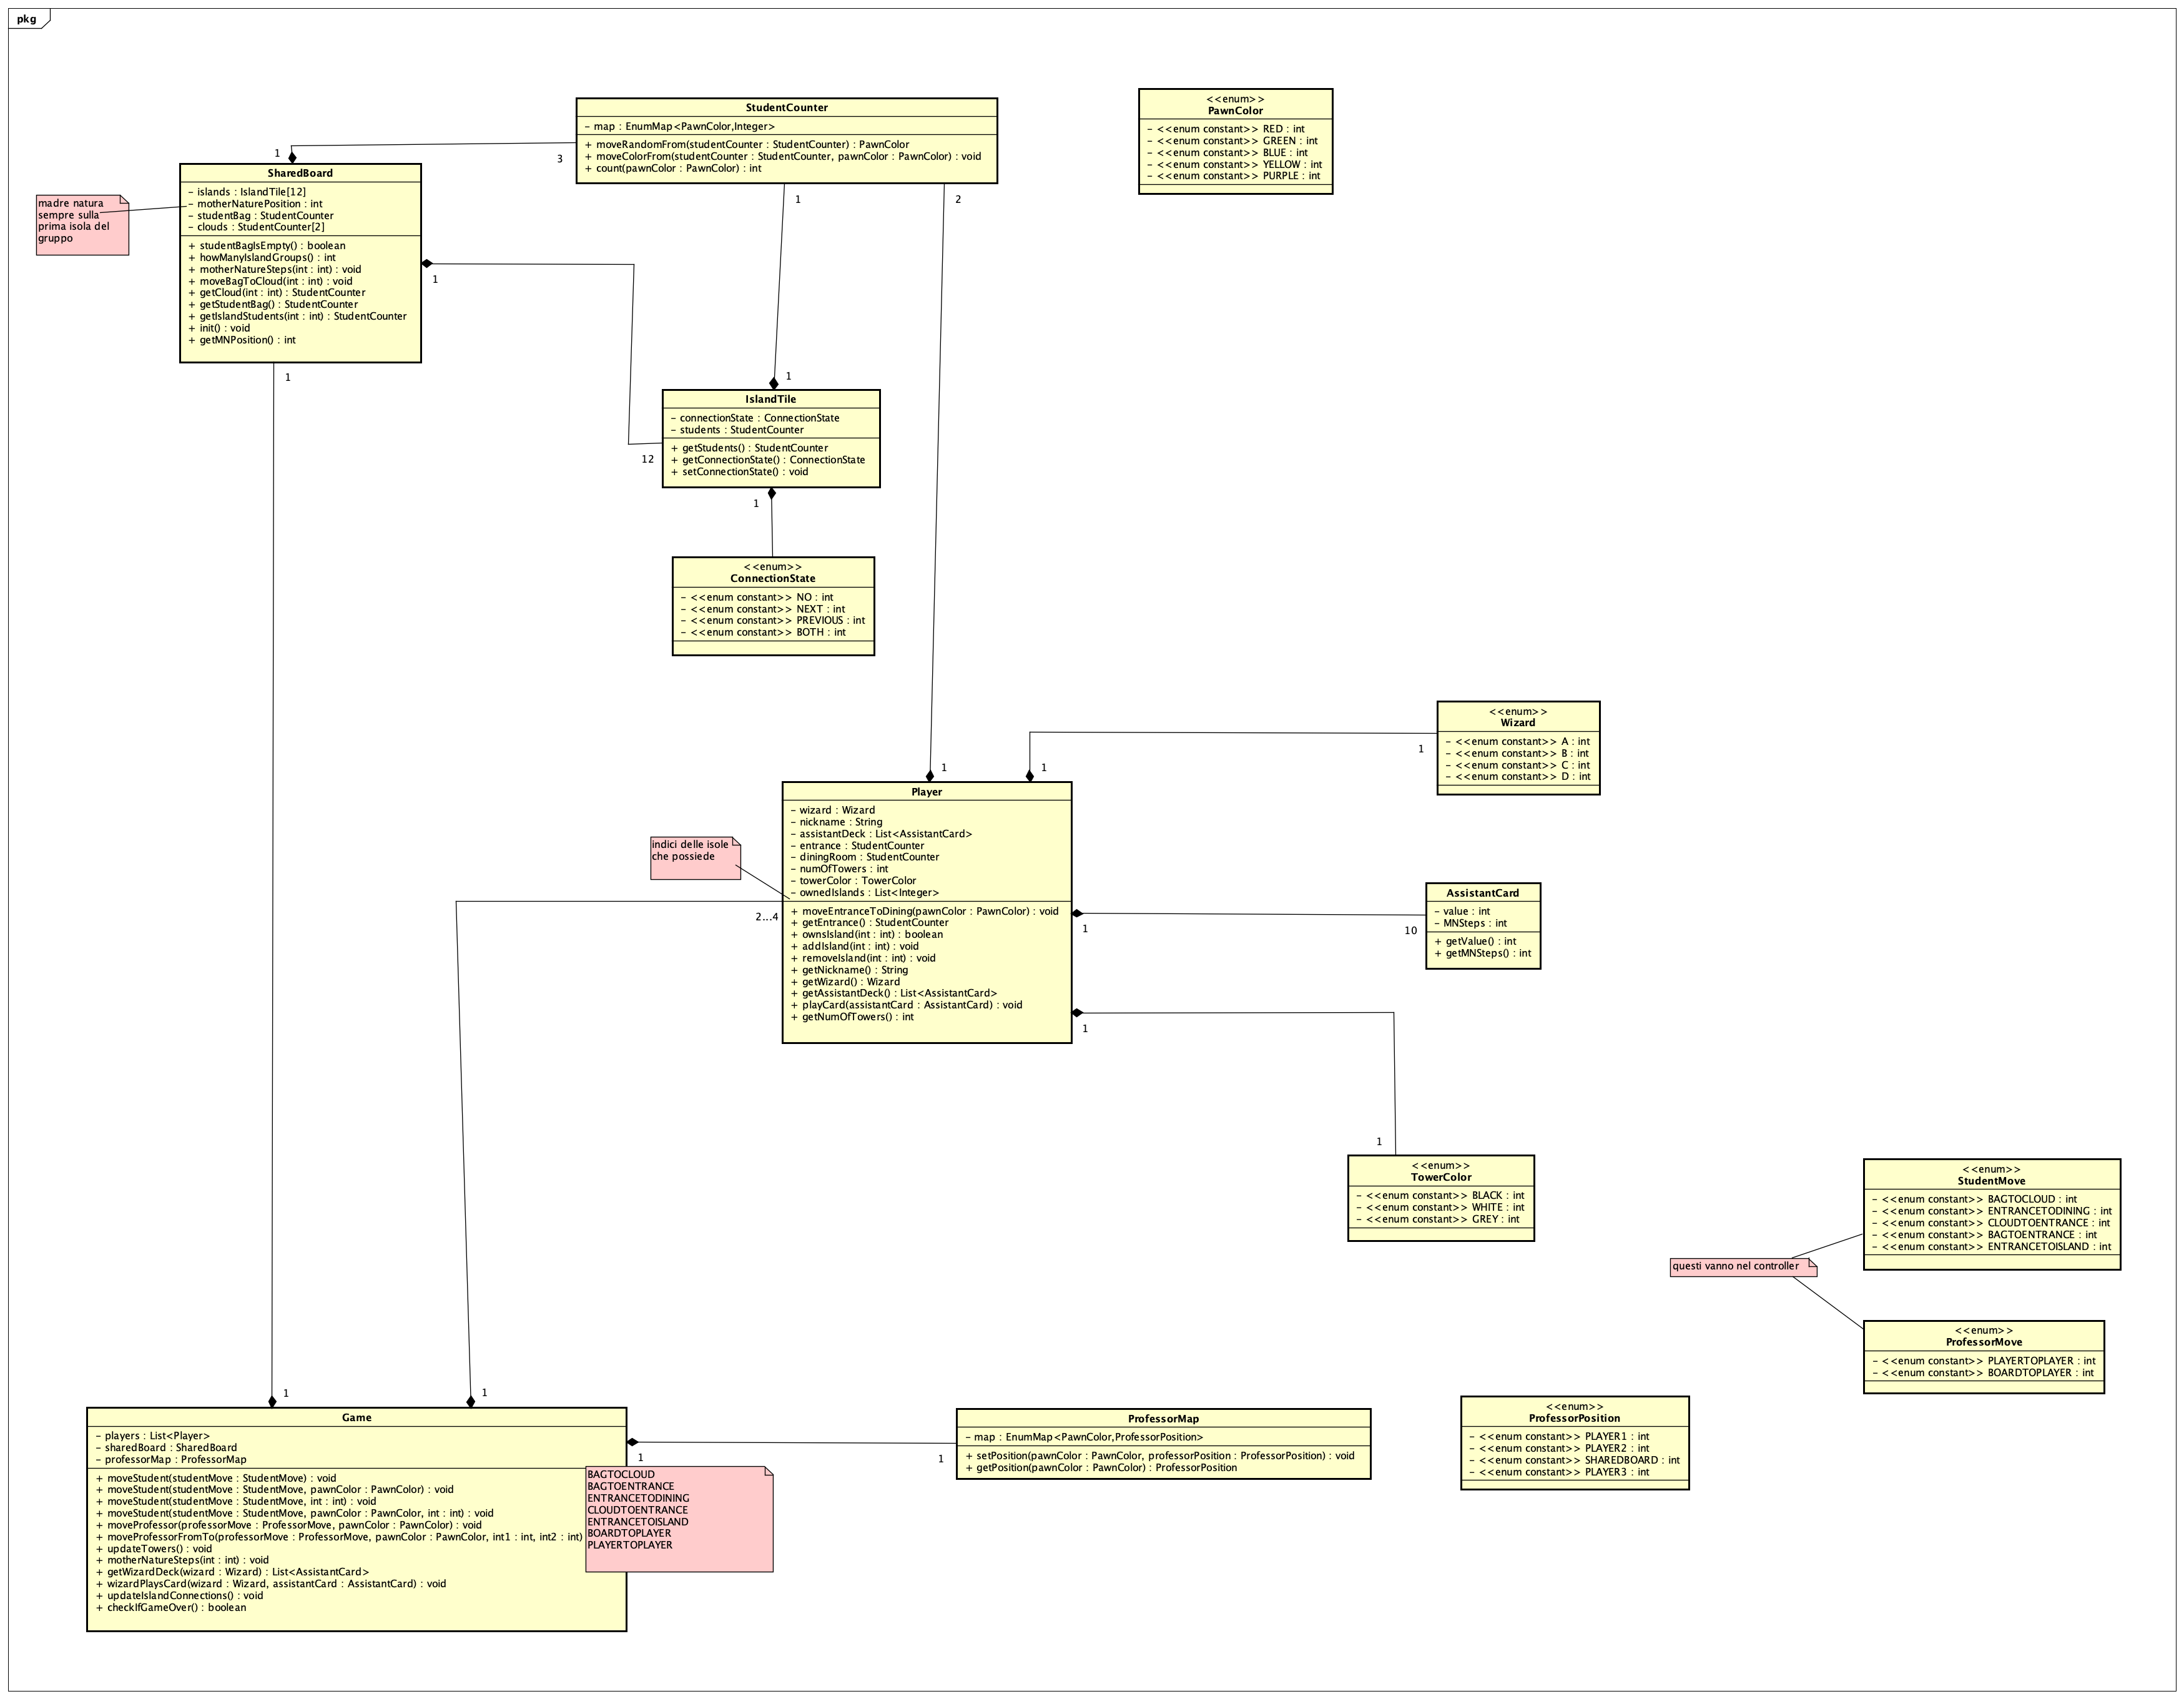 pkg
StudentCounter
– map : EnumMap<PawnColor,Integer>
+ moveRandomFrom(studentCounter : StudentCounter) : PawnColor
+ moveColorFrom(studentCounter : StudentCounter, pawnColor : PawnColor) : void
+ count(pawnColor : PawnColor) : int
<<enum>>
PawnColor
– <<enum constant>> RED : int
– <<enum constant>> GREEN : int
– <<enum constant>> BLUE : int
– <<enum constant>> YELLOW : int
– <<enum constant>> PURPLE : int
1
3
1
2
SharedBoard
– islands : IslandTile[12]
– motherNaturePosition : int
– studentBag : StudentCounter
– clouds : StudentCounter[2]
+ studentBagIsEmpty() : boolean
+ howManyIslandGroups() : int
+ motherNatureSteps(int : int) : void
+ moveBagToCloud(int : int) : void
+ getCloud(int : int) : StudentCounter
+ getStudentBag() : StudentCounter
+ getIslandStudents(int : int) : StudentCounter
+ init() : void
+ getMNPosition() : int
madre natura
sempre sulla
prima isola del
gruppo
1
1
1
12
IslandTile
– connectionState : ConnectionState
– students : StudentCounter
+ getStudents() : StudentCounter
+ getConnectionState() : ConnectionState
+ setConnectionState() : void
1
<<enum>>
ConnectionState
– <<enum constant>> NO : int
– <<enum constant>> NEXT : int
– <<enum constant>> PREVIOUS : int
– <<enum constant>> BOTH : int
<<enum>>
Wizard
– <<enum constant>> A : int
– <<enum constant>> B : int
– <<enum constant>> C : int
– <<enum constant>> D : int
1
1
1
Player
– wizard : Wizard
– nickname : String
– assistantDeck : List<AssistantCard>
– entrance : StudentCounter
– diningRoom : StudentCounter
– numOfTowers : int
– towerColor : TowerColor
– ownedIslands : List<Integer>
+ moveEntranceToDining(pawnColor : PawnColor) : void
+ getEntrance() : StudentCounter
+ ownsIsland(int : int) : boolean
+ addIsland(int : int) : void
+ removeIsland(int : int) : void
+ getNickname() : String
+ getWizard() : Wizard
+ getAssistantDeck() : List<AssistantCard>
+ playCard(assistantCard : AssistantCard) : void
+ getNumOfTowers() : int
indici delle isole
che possiede
2...4
1
10
AssistantCard
– value : int
– MNSteps : int
+ getValue() : int
+ getMNSteps() : int
1
1
<<enum>>
TowerColor
– <<enum constant>> BLACK : int
– <<enum constant>> WHITE : int
– <<enum constant>> GREY : int
<<enum>>
StudentMove
– <<enum constant>> BAGTOCLOUD : int
– <<enum constant>> ENTRANCETODINING : int
– <<enum constant>> CLOUDTOENTRANCE : int
– <<enum constant>> BAGTOENTRANCE : int
– <<enum constant>> ENTRANCETOISLAND : int
questi vanno nel controller
<<enum>>
ProfessorMove
– <<enum constant>> PLAYERTOPLAYER : int
– <<enum constant>> BOARDTOPLAYER : int
1
1
Game
– players : List<Player>
– sharedBoard : SharedBoard
– professorMap : ProfessorMap
+ moveStudent(studentMove : StudentMove) : void
+ moveStudent(studentMove : StudentMove, pawnColor : PawnColor) : void
+ moveStudent(studentMove : StudentMove, int : int) : void
+ moveStudent(studentMove : StudentMove, pawnColor : PawnColor, int : int) : void
+ moveProfessor(professorMove : ProfessorMove, pawnColor : PawnColor) : void
+ moveProfessorFromTo(professorMove : ProfessorMove, pawnColor : PawnColor, int1 : int, int2 : int)
+ updateTowers() : void
+ motherNatureSteps(int : int) : void
+ getWizardDeck(wizard : Wizard) : List<AssistantCard>
+ wizardPlaysCard(wizard : Wizard, assistantCard : AssistantCard) : void
+ updateIslandConnections() : void
+ checkIfGameOver() : boolean
1
1
BAGTOCLOUD
BAGTOENTRANCE
ENTRANCETODINING
CLOUDTOENTRANCE
ENTRANCETOISLAND
BOARDTOPLAYER
PLAYERTOPLAYER
ProfessorMap
– map : EnumMap<PawnColor,ProfessorPosition>
+ setPosition(pawnColor : PawnColor, professorPosition : ProfessorPosition) : void
+ getPosition(pawnColor : PawnColor) : ProfessorPosition
<<enum>>
ProfessorPosition
– <<enum constant>> PLAYER1 : int
– <<enum constant>> PLAYER2 : int
– <<enum constant>> SHAREDBOARD : int
– <<enum constant>> PLAYER3 : int